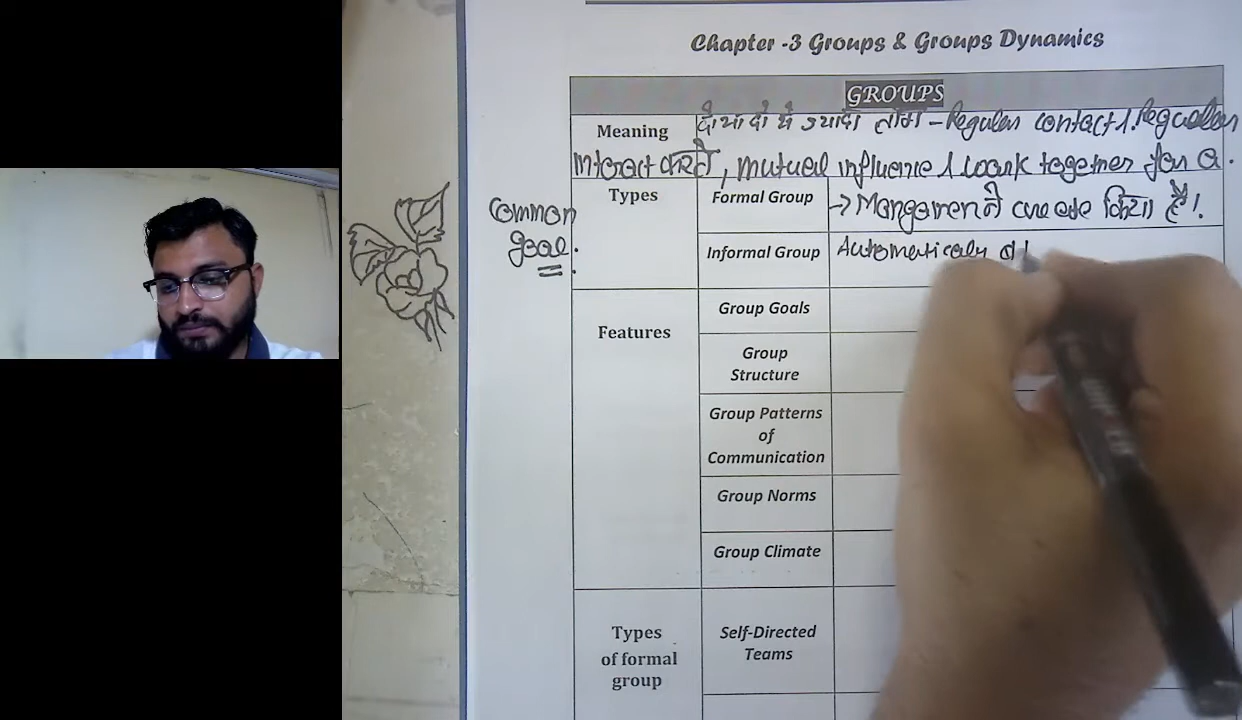 Chapter -3 Groups & Groups Dynamics
GROUPS
Meaning
दो या दो से ज्यादा लोग - Regular contact & Regular
interact करते, mutual influence & work together for a
common
goal.
Types
Formal Group
→ Mangamen ने create किया है।
Informal Group
Automatically
Features
Group Goals
Group
Structure
Group Patterns
of
Communication
Group Norms
Group Climate
Types
of formal
group
Self-Directed
Teams